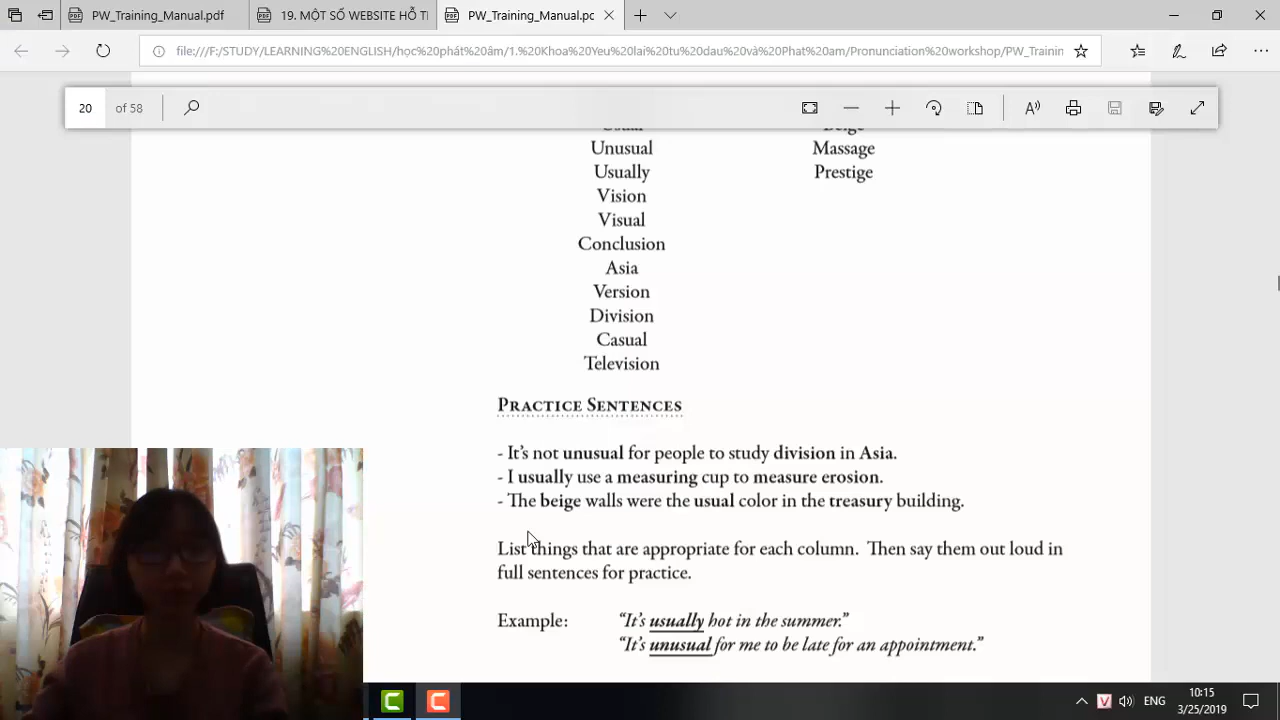 PW_Training_Manual.pdf
19. MỘT SỐ WEBSITE HỖ TI
PW_Training_Manual.pc
file:///F:/STUDY/LEARNING%20ENGLISH/học%20phát%20âm/1.%20Khoa%20Yeu%20lai%20tu%20dau%20và%20Phat%20am/Pronunciation%20workshop/PW_Trainin
20 of 58
Usual Beige
Unusual Massage
Usually Prestige
Vision
Visual
Conclusion
Asia
Version
Division
Casual
Television
PRACTICE SENTENCES
- It's not unusual for people to study division in Asia.
- I usually use a measuring cup to measure erosion.
- The beige walls were the usual color in the treasury building.
List things that are appropriate for each column. Then say them out loud in
full sentences for practice.
Example: "It's usually hot in the summer."
"It's unusual for me to be late for an appointment."
V ENG 10:15
3/25/2019